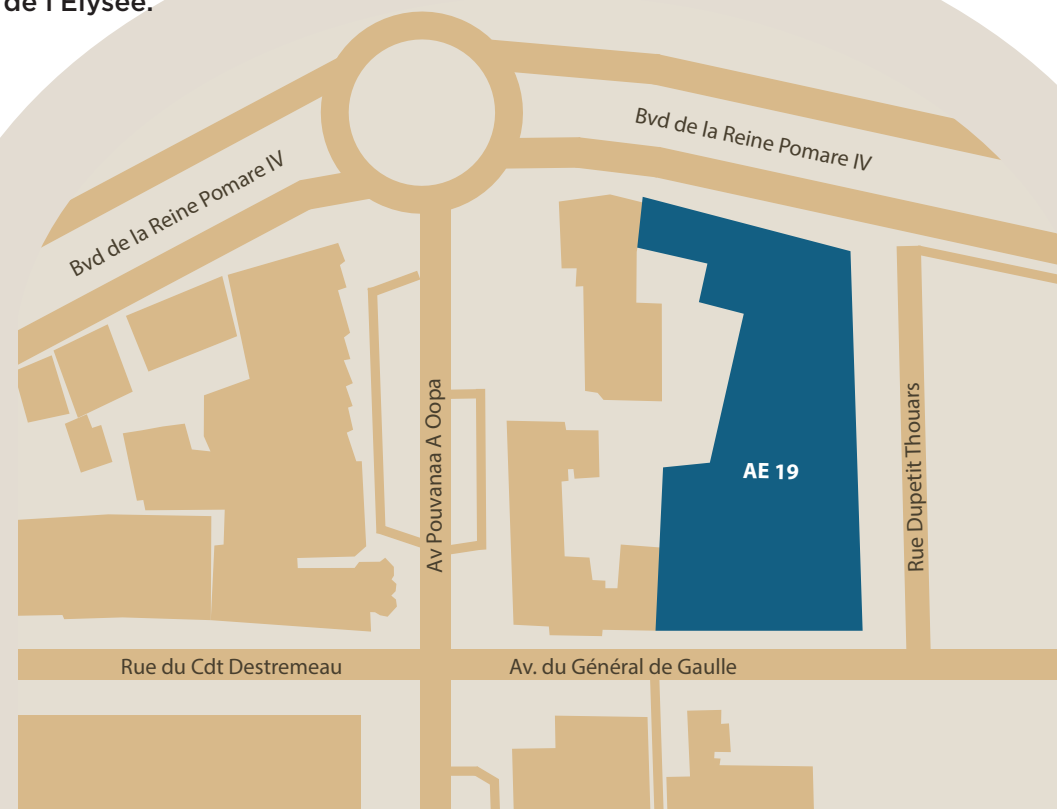 de l'Elysée.
Bvd de la Reine Pomare IV
Bvd de la Reine Pomare IV
Av Pouvanaa A Oopa
AE 19
Rue Dupetit Thouars
Rue du Cdt Destremeau
Av. du Général de Gaulle